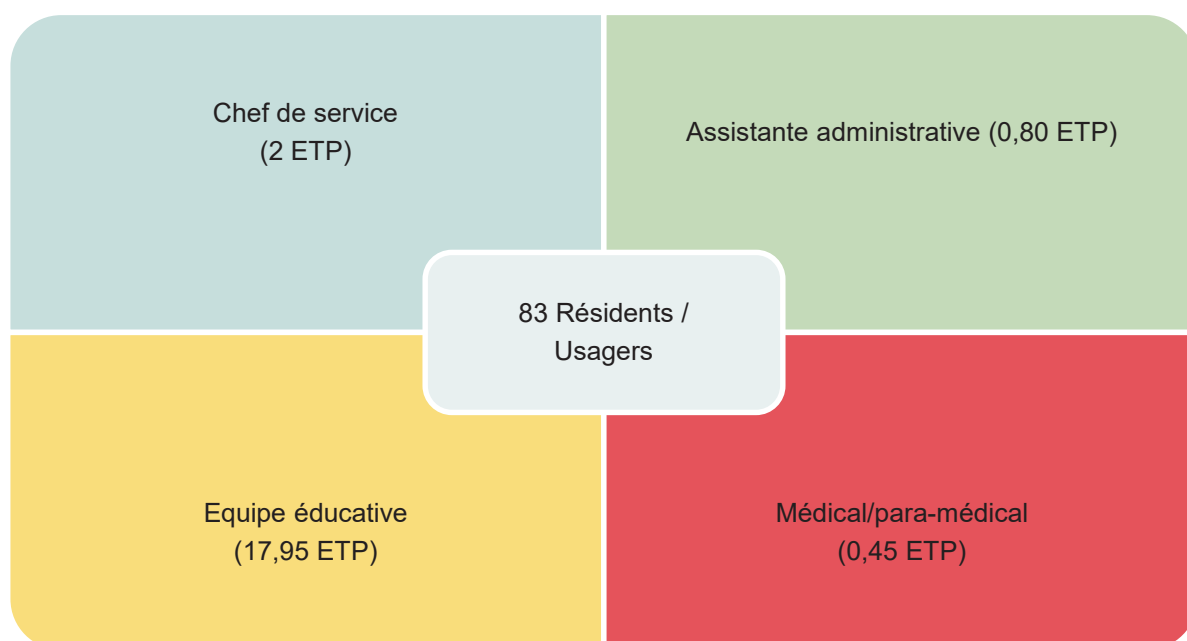 Chef de service
(2 ETP)
Assistante administrative (0,80 ETP)
83 Résidents /
Usagers
Equipe éducative
(17,95 ETP)
Médical/para-médical
(0,45 ETP)